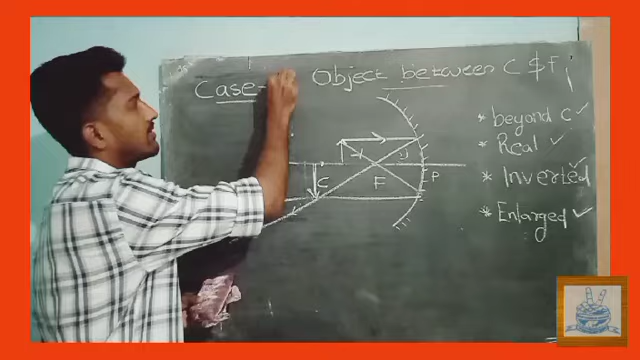 Case- Object between C $ F
* beyond C ✓
* Real ✓
* Inverted ✓
* Enlarged ✓
C F P